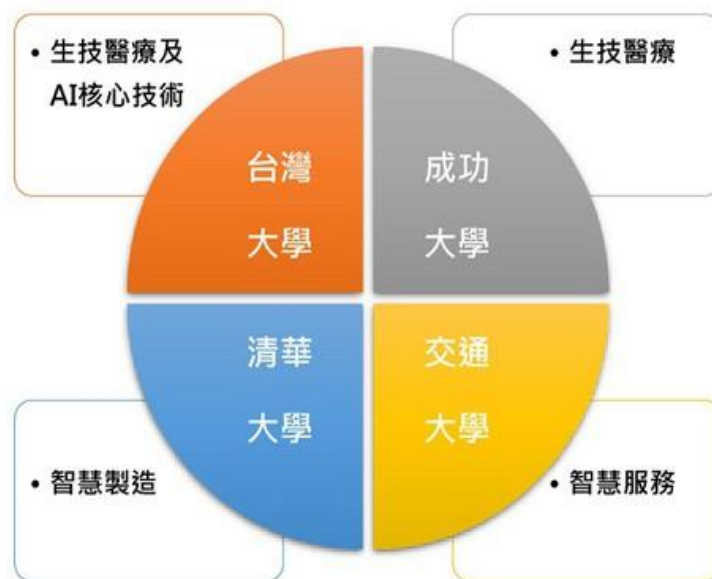 • 生技醫療及
AI核心技術
• 生技醫療
台灣
大學
成功
大學
清華
大學
交通
大學
• 智慧製造
• 智慧服務